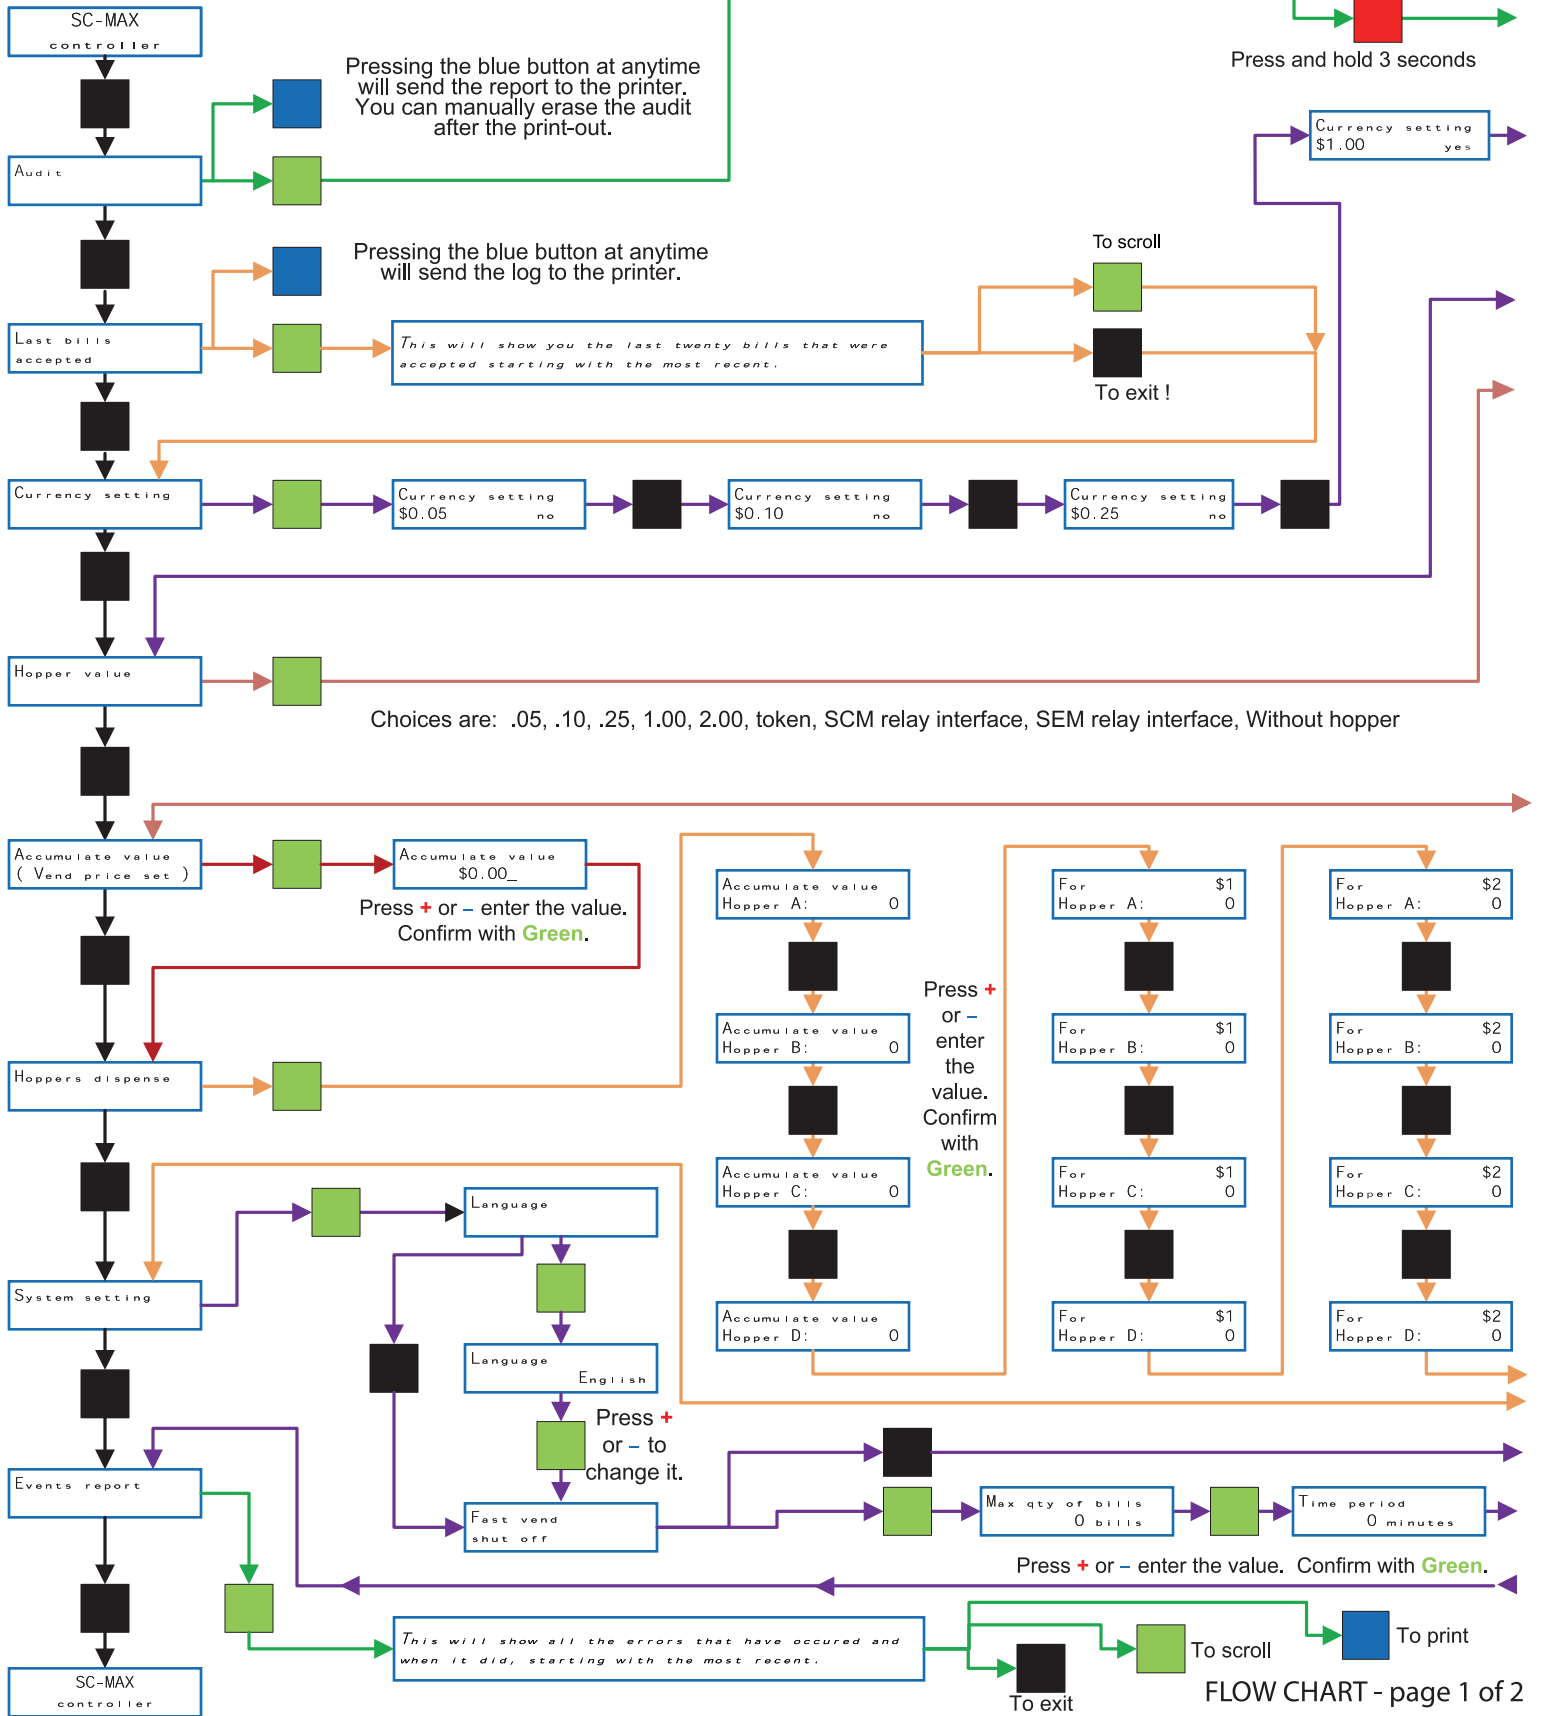 SC-MAX
controller
Press and hold 3 seconds
Pressing the blue button at anytime
will send the report to the printer.
You can manually erase the audit
after the print-out.
Currency setting
$1.00 yes
Audit
Pressing the blue button at anytime
will send the log to the printer.
To scroll
Last bills
accepted
This will show you the last twenty bills that were
accepted starting with the most recent.
To exit !
Currency setting
Currency setting
$0.05 no
Currency setting
$0.10 no
Currency setting
$0.25 no
Hopper value
Choices are: .05, .10, .25, 1.00, 2.00, token, SCM relay interface, SEM relay interface, Without hopper
Accumulate value
( Vend price set )
Accumulate value
$0.00_
Press + or – enter the value.
Confirm with Green.
Accumulate value
Hopper A: 0
For $1
Hopper A: 0
For $2
Hopper A: 0
Press +
or –
enter
the
value.
Confirm
with
Green.
Accumulate value
Hopper B: 0
For $1
Hopper B: 0
For $2
Hopper B: 0
Hoppers dispense
Accumulate value
Hopper C: 0
For $1
Hopper C: 0
For $2
Hopper C: 0
Language
System setting
Accumulate value
Hopper D: 0
For $1
Hopper D: 0
For $2
Hopper D: 0
Language
English
Press +
or – to
change it.
Events report
Fast vend
shut off
Max qty of bills
0 bills
Time period
0 minutes
Press + or – enter the value. Confirm with Green.
This will show all the errors that have occured and
when it did, starting with the most recent.
To exit
To scroll
To print
SC-MAX
controller
FLOW CHART - page 1 of 2